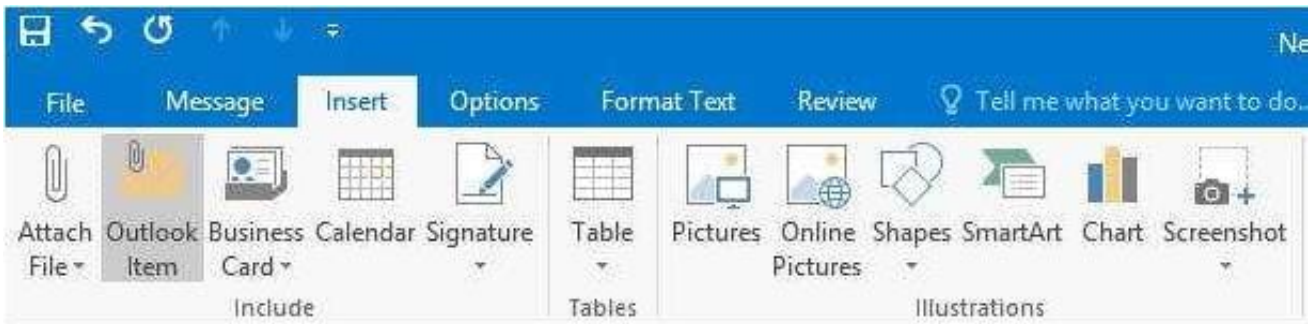 Ne
File Message Insert Options Format Text Review Tell me what you want to do..
Attach Outlook Business Calendar Signature Table Pictures Online Shapes SmartArt Chart Screenshot
File Item Card Pictures
Include Tables Illustrations